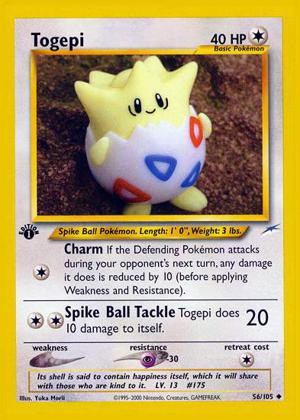 Togepi
40 HP
Basic Pokémon
Spike Ball Pokémon. Length: 1' 0", Weight: 3 lbs.
EDITION
1
Charm If the Defending Pokémon attacks
during your opponent's next turn, any damage
it does is reduced by 10 (before applying
Weakness and Resistance).
Spike Ball Tackle Togepi does 20
10 damage to itself.
weakness resistance retreat cost
-30
Its shell is said to contain happiness itself, which it will share
with those who are kind to it. LV. 13 #175
Illus. Yuka Morii ©1995-2000 Nintendo, Creatures, GAMEFREAK. 56/105